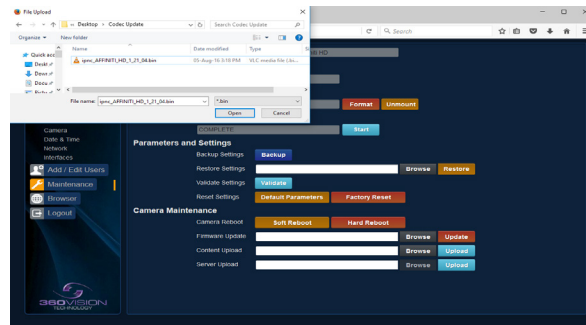 File Upload
« Desktop › Codec Update
Search Codec Update
Organize New folder
Name Date modified Type
Quick acc
ipnc_AFFINITI_HD_1_21_04.bin 05-Aug-16 3:18 PM VLC media file (.bi...
Deskt
Down
Docu
File name: ipnc_AFFINITI_HD_1_21_04.bin *.bin
Open Cancel
Search
HD
Format Unmount
COMPLETE Start
Camera
Date & Time
Network
Interfaces
Add / Edit Users
Maintenance
Browser
Logout
Parameters and Settings
Backup Settings Backup
Restore Settings Browse Restore
Validate Settings Validate
Reset Settings Default Parameters Factory Reset
Camera Maintenance
Camera Reboot Soft Reboot Hard Reboot
Firmware Update Browse Update
Content Upload Browse Upload
Server Upload Browse Upload
360VISION
TECHNOLOGY